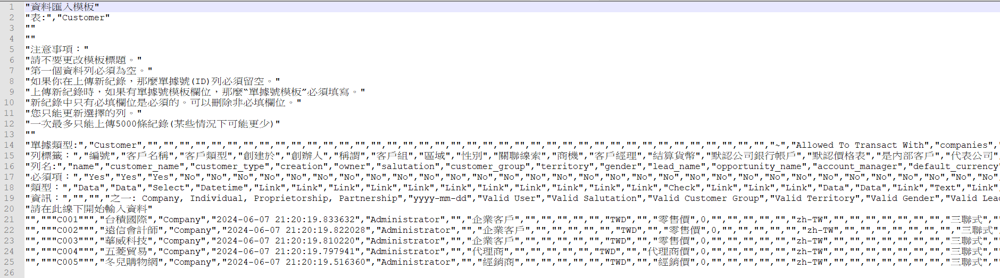 1 "資料匯入模板"
2 "表:","Customer"
3 ""
4 ""
5 "注意事項："
6 "請不要更改模板標題。"
7 "第一個資料列必須為空。"
8 "如果你在上傳新紀錄，那麼單據號(ID)列必須留空。"
9 "上傳新紀錄時，如果有單據號模板欄位，那麼“單據號模板”必須填寫。"
10 "新紀錄中只有必填欄位是必須的。可以刪除非必填欄位。"
11 "您只能更新選擇的列。"
12 "一次最多只能上傳5000條紀錄(某些情況下可能更少)"
13 ""
14 "單據類型:","Customer","","","","","","","","","","","","","","","","","","","","","","","","","","","","","","","","","","","","","","","","~","Allowed To Transact With","companies","
15 "列標籤：","編號","客戶名稱","客戶類型","創建於","創辦人","稱謂","客戶組","區域","性別","關聯線索","商機","客戶經理","結算貨幣","默認公司銀行帳戶","默認價格表","是內部客戶","代表公司"
16 "列名:","name","customer_name","customer_type","creation","owner","salutation","customer_group","territory","gender","lead_name","opportunity_name","account_manager","default_currency"
17 "必須項：","Yes","Yes","Yes","No","No","No","No","No","No","No","No","No","No","No","No","No","No","No","No","No","No","No","No","No","No","No","No","No","No","No","No"
18 "類型：","Data","Data","Select","Datetime","Link","Link","Link","Link","Link","Link","Link","Link","Link","Link","Link","Check","Link","Link","Link","Data","Data","Link","Text","Link"
19 "資訊：","","","之一: Company, Individual, Proprietorship, Partnership","yyyy-mm-dd","Valid User","Valid Salutation","Valid Customer Group","Valid Territory","Valid Gender","Valid Lead
20 "請在此線下開始輸入資料"
21 "","""C001""","台積國際","Company","2024-06-07 21:20:19.833632","Administrator","","企業客戶","","","","","","TWD","","零售價",0,"","","","","","zh-TW","","","","","","","","三聯式",""
22 "","""C002""","遠信會計師","Company","2024-06-07 21:20:19.822028","Administrator","","企業客戶","","","","","","TWD","","零售價",0,"","","","","","zh-TW","","","","","","","","三聯式","
23 "","""C003""","華威科技","Company","2024-06-07 21:20:19.810220","Administrator","","企業客戶","","","","","","TWD","","零售價",0,"","","","","","zh-TW","","","","","","","","三聯式",""
24 "","""C004""","五菱貿易","Company","2024-06-07 21:20:19.797941","Administrator","","代理商","","","","","","TWD","","代理商價",0,"","","","","","zh-TW","","","","","","","","三聯式",""
25 "","""C005""","冬兒購物網","Company","2024-06-07 21:20:19.516360","Administrator","","經銷商","","","","","","TWD","","經銷價",0,"","","","","","zh-TW","","","","","","","","三聯式",""
26